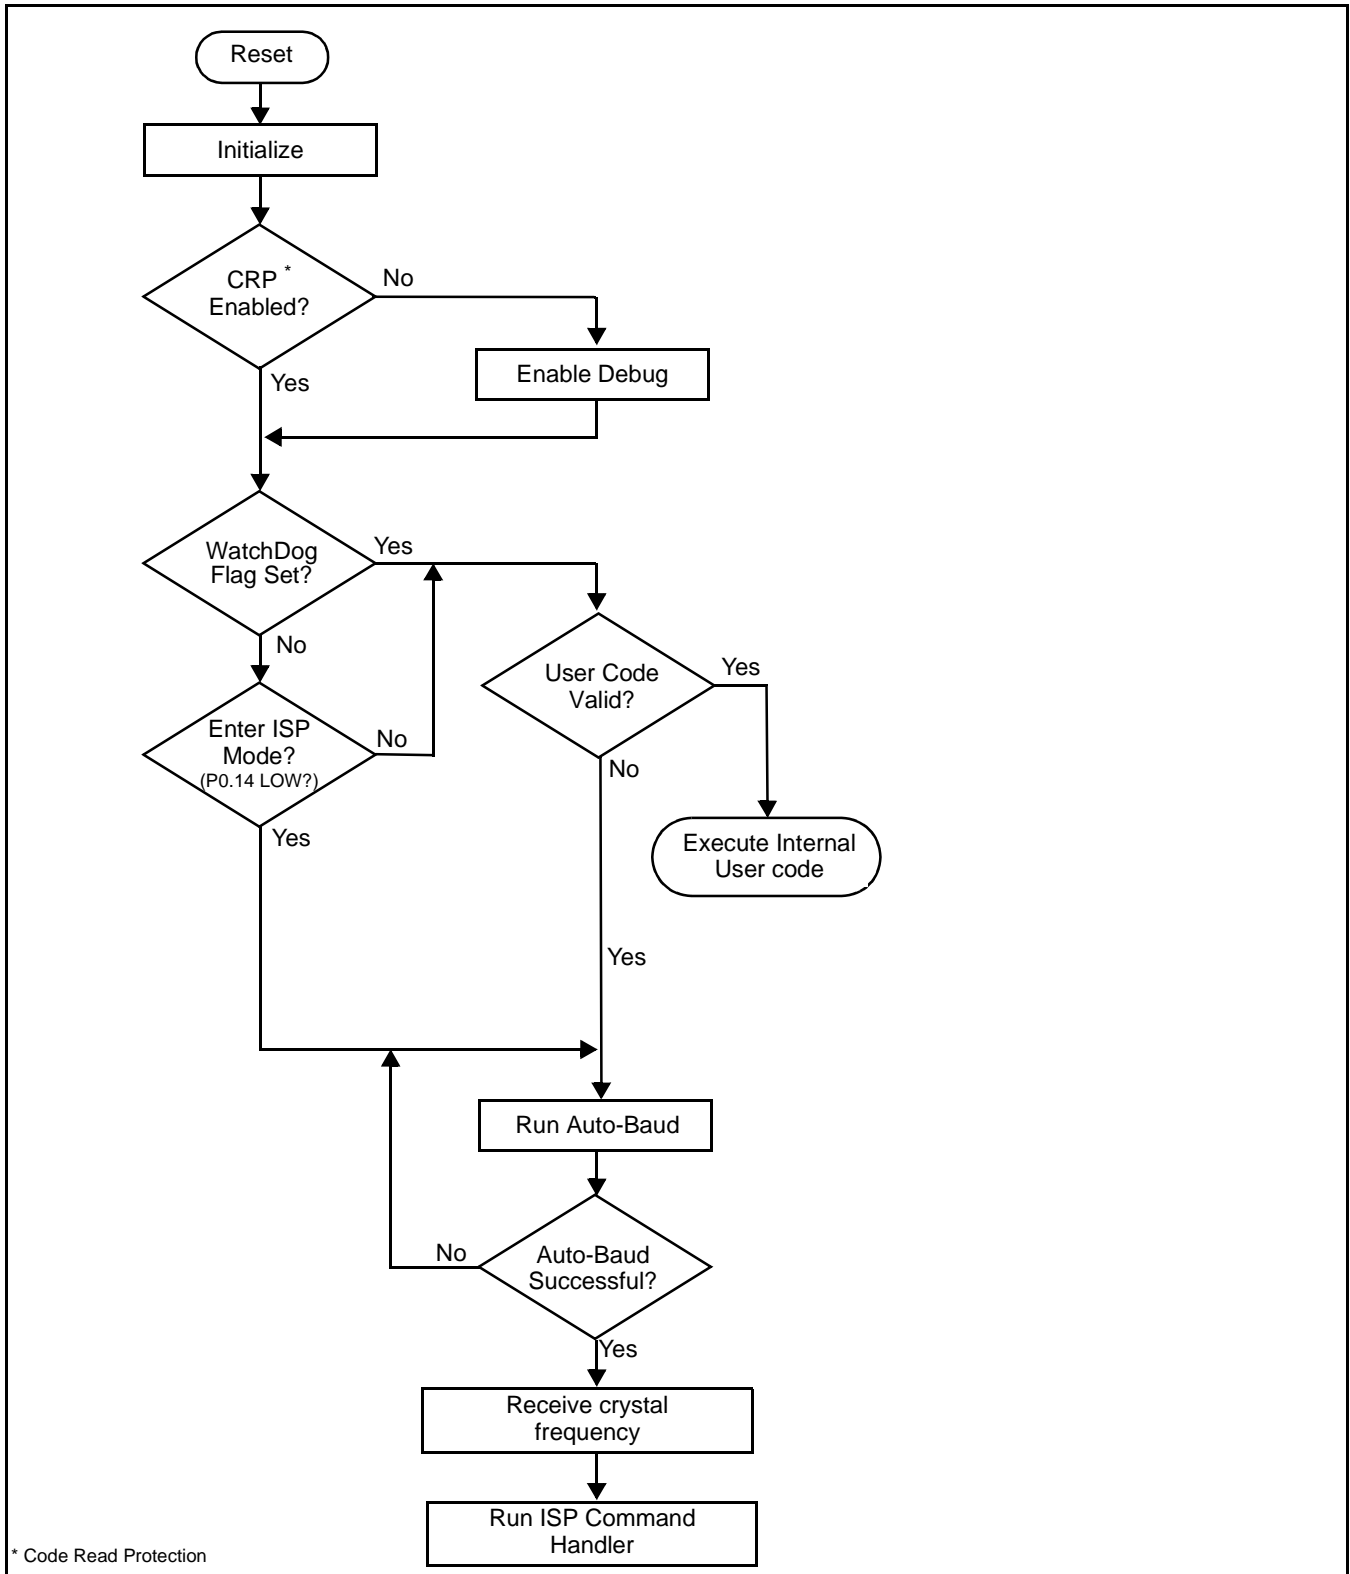 Reset
Initialize
CRP *
Enabled?
No
Enable Debug
Yes
WatchDog
Flag Set?
Yes
No
User Code
Valid?
Yes
Enter ISP
Mode?
(P0.14 LOW?)
No
No
Yes
Execute Internal
User code
Yes
Run Auto-Baud
No
Auto-Baud
Successful?
Yes
Receive crystal
frequency
Run ISP Command
Handler
* Code Read Protection